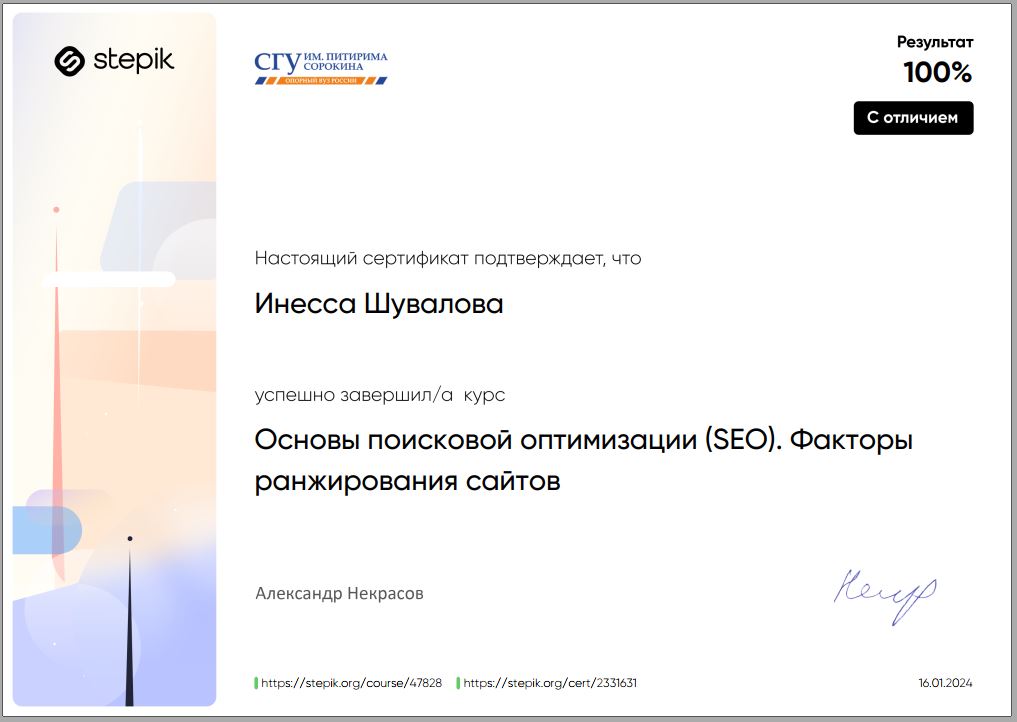 stepik
СГУ ИМ. ПИТИРИМА
СОРОКИНА
ОПОРНЫЙ ВУЗ РОССИИ
Результат
100%
С отличием
Настоящий сертификат подтверждает, что
Инесса Шувалова
успешно завершил/а курс
Основы поисковой оптимизации (SEO). Факторы
ранжирования сайтов
Александр Некрасов
https://stepik.org/course/47828 https://stepik.org/cert/2331631
16.01.2024